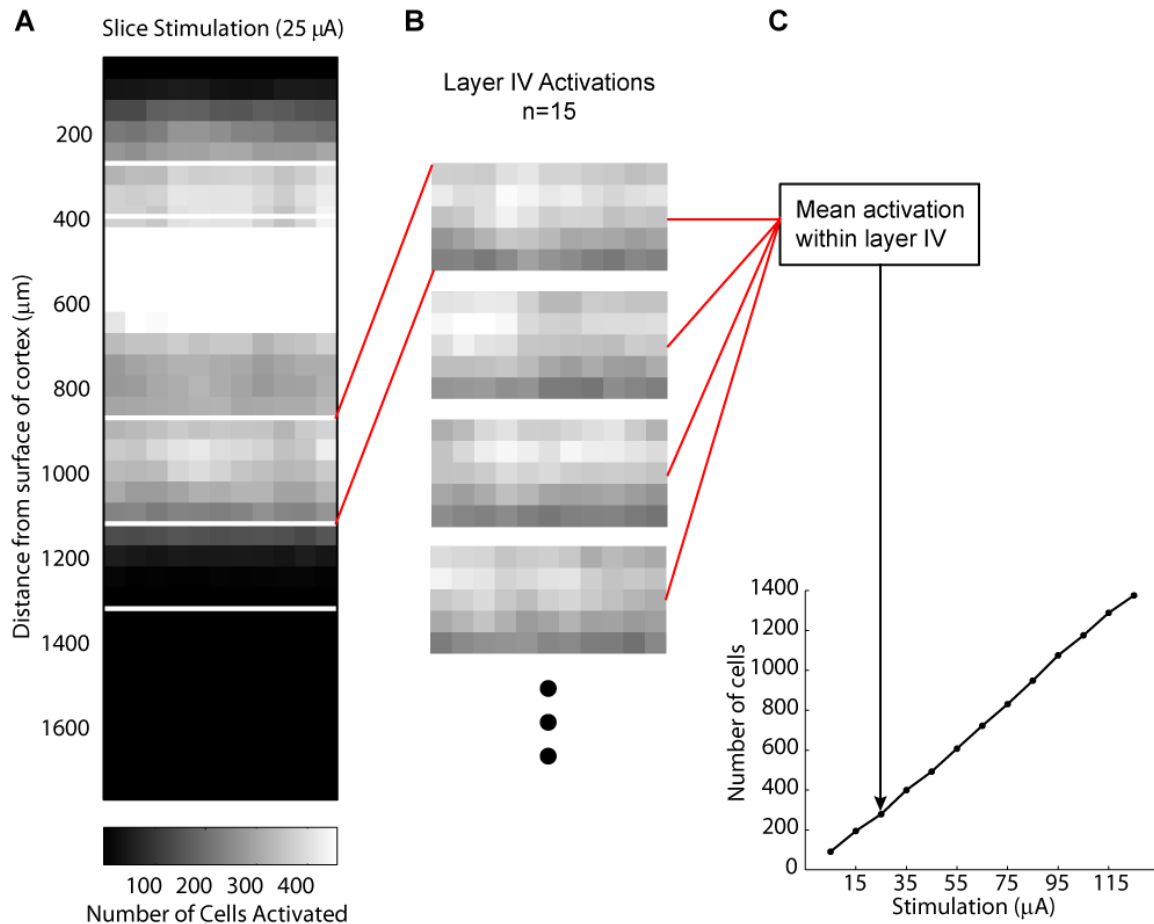 A
Slice Stimulation (25 μA)
Distance from surface of cortex (μm)
200
400
600
800
1000
1200
1400
1600
100 200 300 400
Number of Cells Activated
B
Layer IV Activations
n=15
C
Mean activation
within layer IV
Number of cells
1400
1200
1000
800
600
400
200
0
15 35 55 75 95 115
Stimulation (μA)